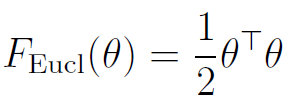 F_Eucl(θ) = 1/2 θ^⊤ θ